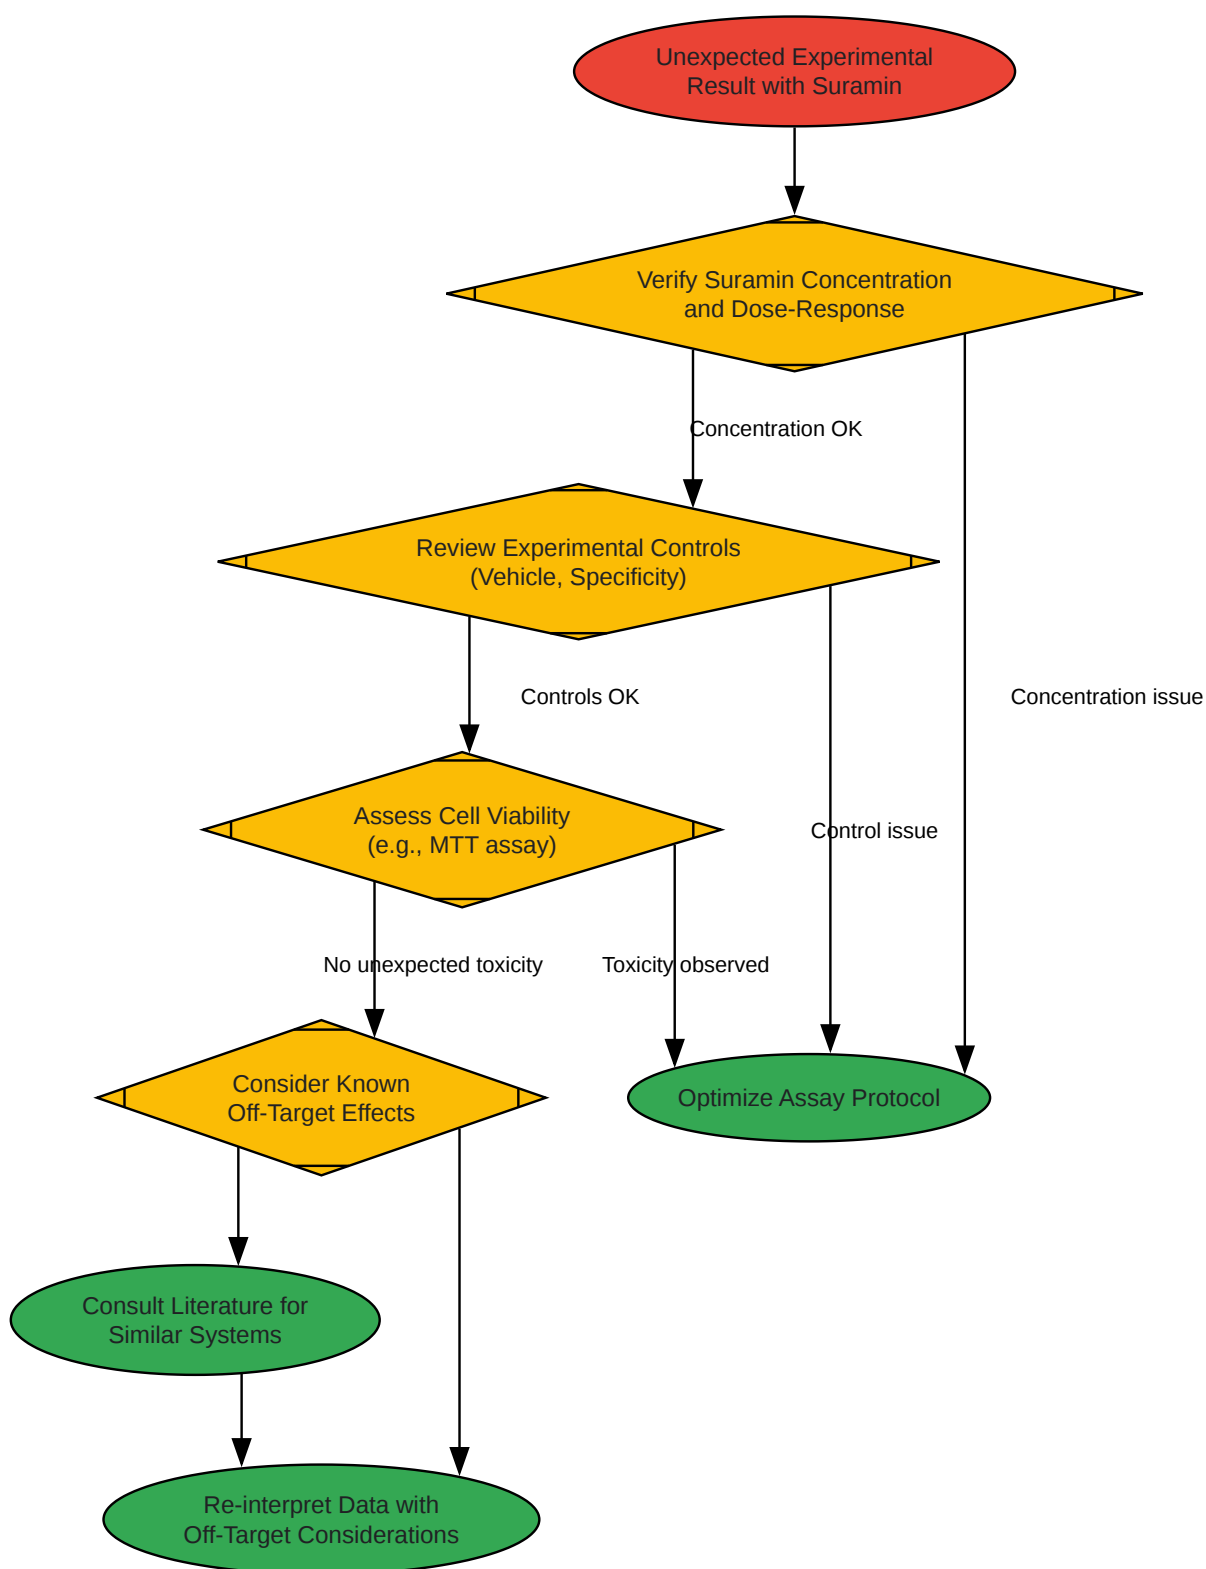 Unexpected Experimental
Result with Suramin
Verify Suramin Concentration
and Dose-Response
Concentration OK
Review Experimental Controls
(Vehicle, Specificity)
Controls OK
Concentration issue
Assess Cell Viability
(e.g., MTT assay)
Control issue
No unexpected toxicity
Toxicity observed
Consider Known
Off-Target Effects
Optimize Assay Protocol
Consult Literature for
Similar Systems
Re-interpret Data with
Off-Target Considerations